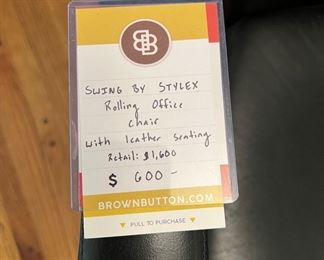 BB
SWING BY STYLEX
Rolling Office
Chair
with leather seating
Retail: $1,600
$ 600-
BROWNBUTTON.COM
PULL TO PURCHASE